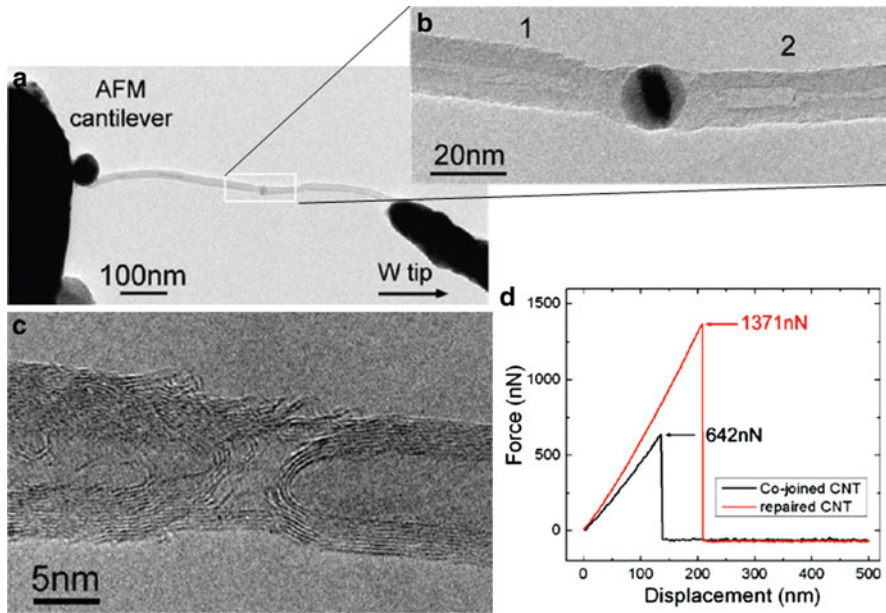 a
AFM
cantilever
100nm
W tip
b
1
2
20nm
c
5nm
d
1500
1000
500
0
Force (nN)
1371nN
642nN
Co-joined CNT
repaired CNT
0 100 200 300 400 500
Displacement (nm)